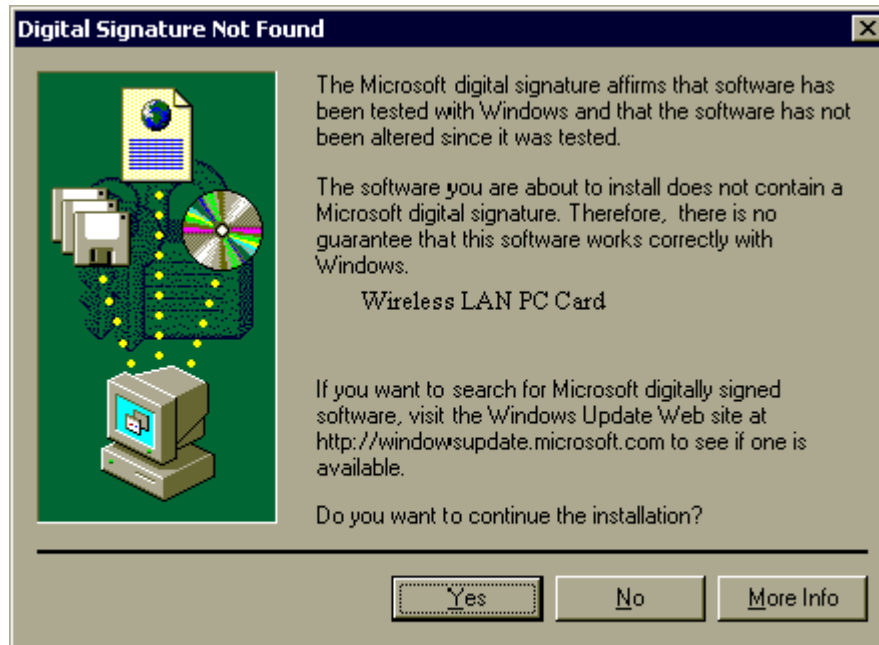 Digital Signature Not Found
The Microsoft digital signature affirms that software has
been tested with Windows and that the software has not
been altered since it was tested.
The software you are about to install does not contain a
Microsoft digital signature. Therefore, there is no
guarantee that this software works correctly with
Windows.
Wireless LAN PC Card
If you want to search for Microsoft digitally signed
software, visit the Windows Update Web site at
http://windowsupdate.microsoft.com to see if one is
available.
Do you want to continue the installation?
Yes No More Info